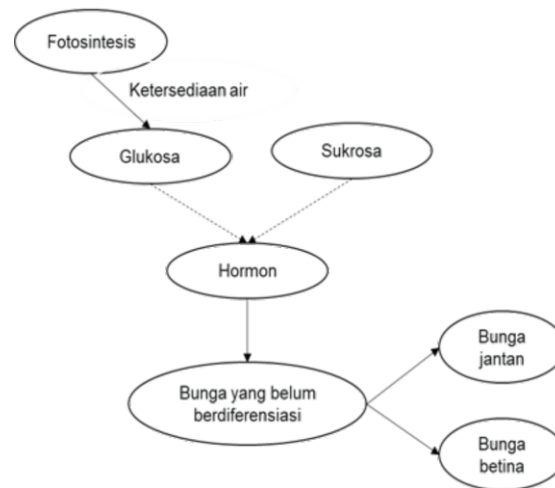 Fotosintesis
Ketersediaan air
Glukosa
Sukrosa
Hormon
Bunga yang belum
berdiferensiasi
Bunga
jantan
Bunga
betina